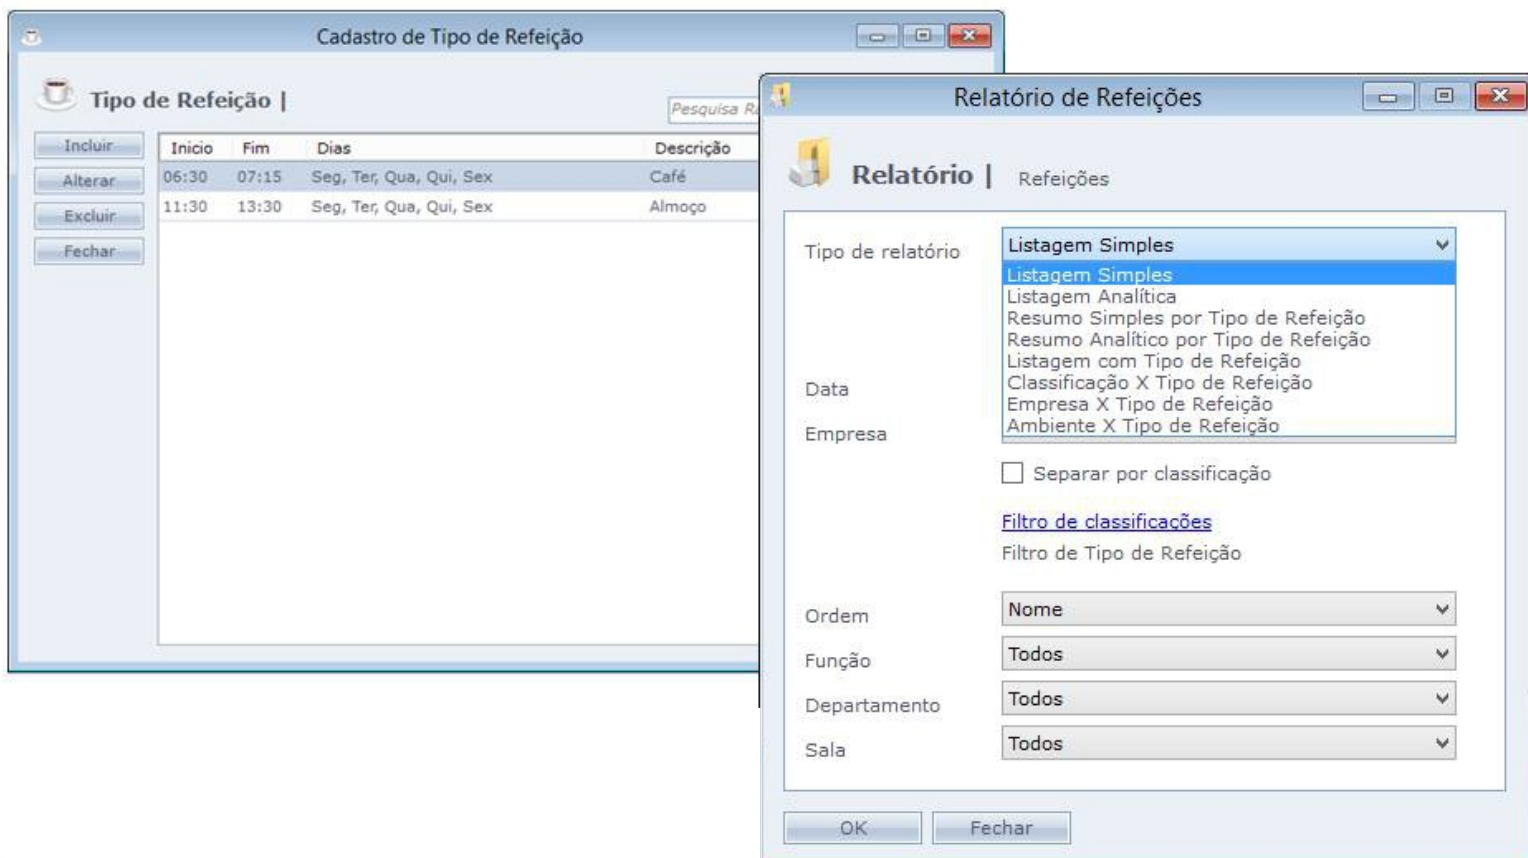 Cadastro de Tipo de Refeição
Tipo de Refeição |
Pesquisa
Incluir
Alterar
Excluir
Fechar
Inicio Fim Dias Descrição
06:30 07:15 Seg, Ter, Qua, Qui, Sex Café
11:30 13:30 Seg, Ter, Qua, Qui, Sex Almoço
Relatório de Refeições
Relatório | Refeições
Tipo de relatório Listagem Simples
Listagem Simples
Listagem Analítica
Resumo Simples por Tipo de Refeição
Resumo Analítico por Tipo de Refeição
Listagem com Tipo de Refeição
Classificação X Tipo de Refeição
Empresa X Tipo de Refeição
Ambiente X Tipo de Refeição
Data
Empresa
Separar por classificação
Filtro de classificações
Filtro de Tipo de Refeição
Ordem Nome
Função Todos
Departamento Todos
Sala Todos
OK Fechar